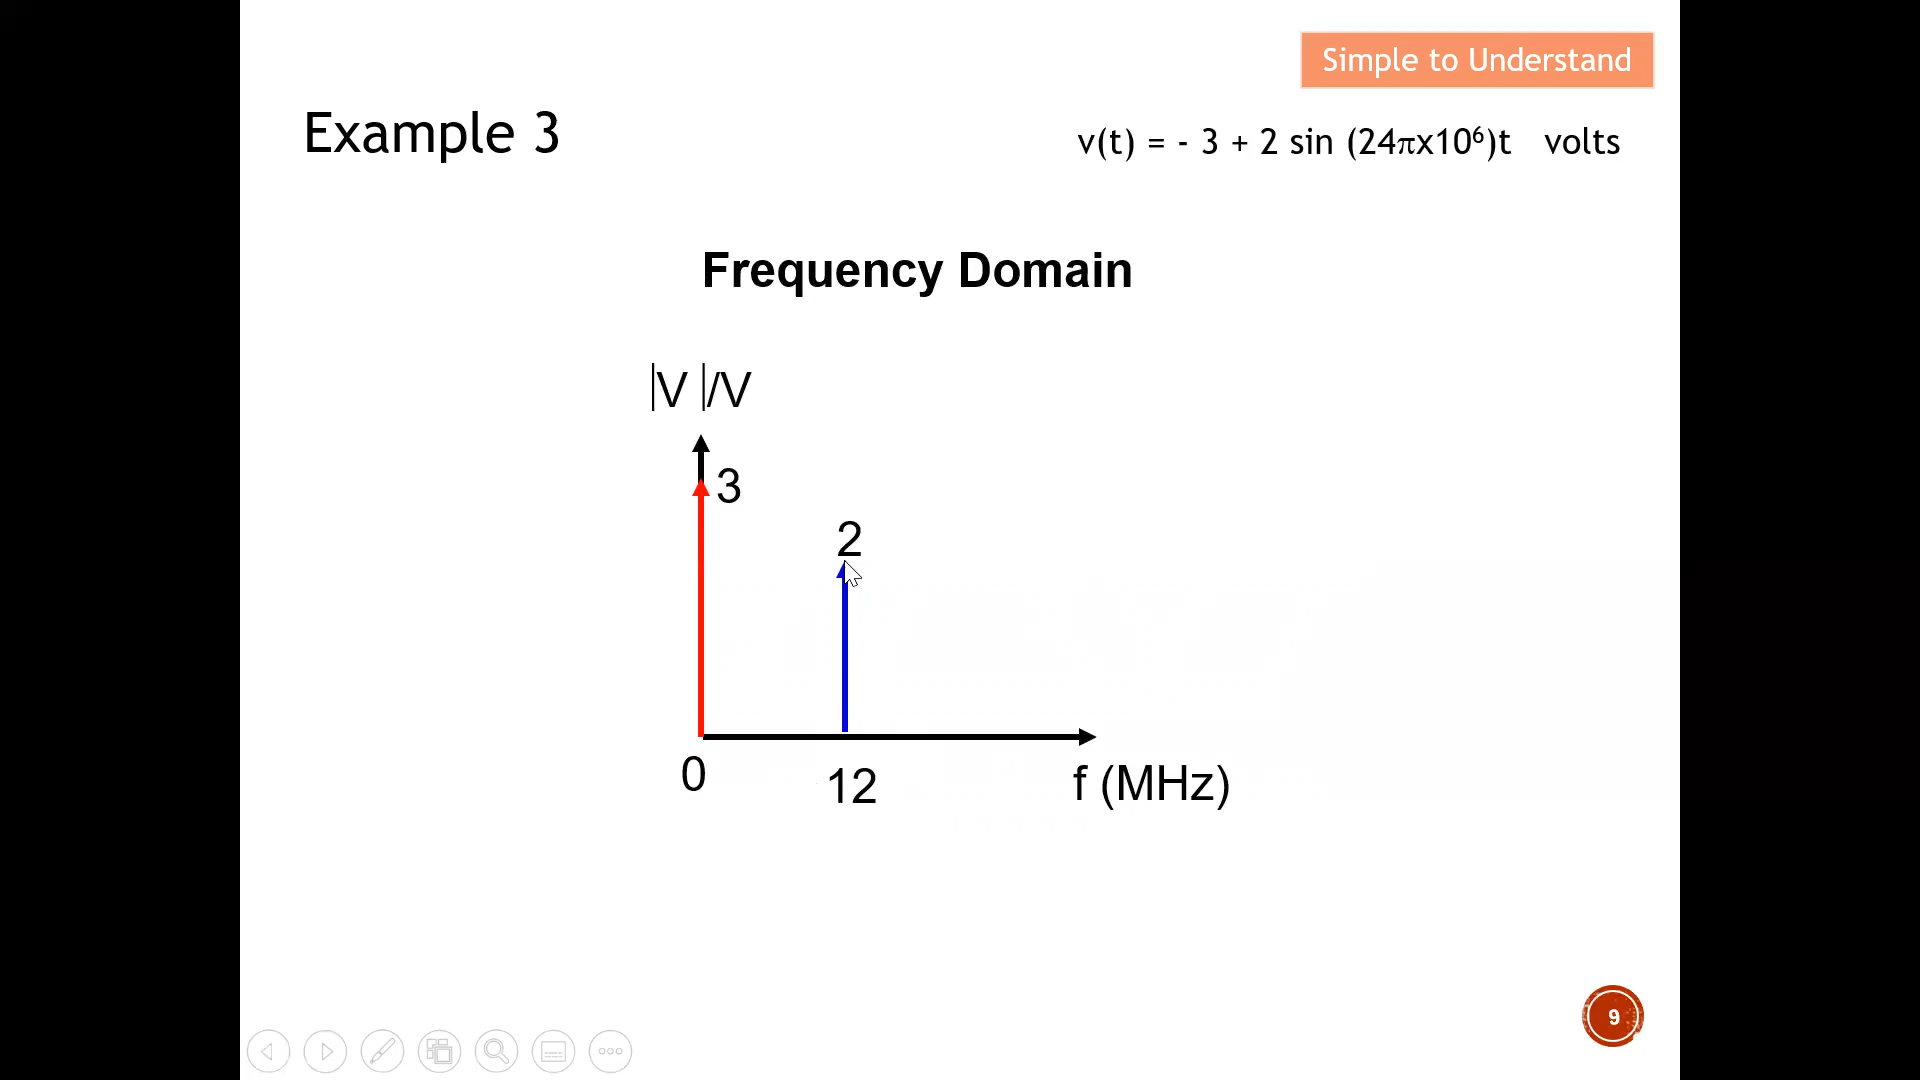 Simple to Understand
Example 3
v(t) = - 3 + 2 sin (24πx10⁶)t volts
Frequency Domain
|V |/V
3
2
0
12
f (MHz)
9